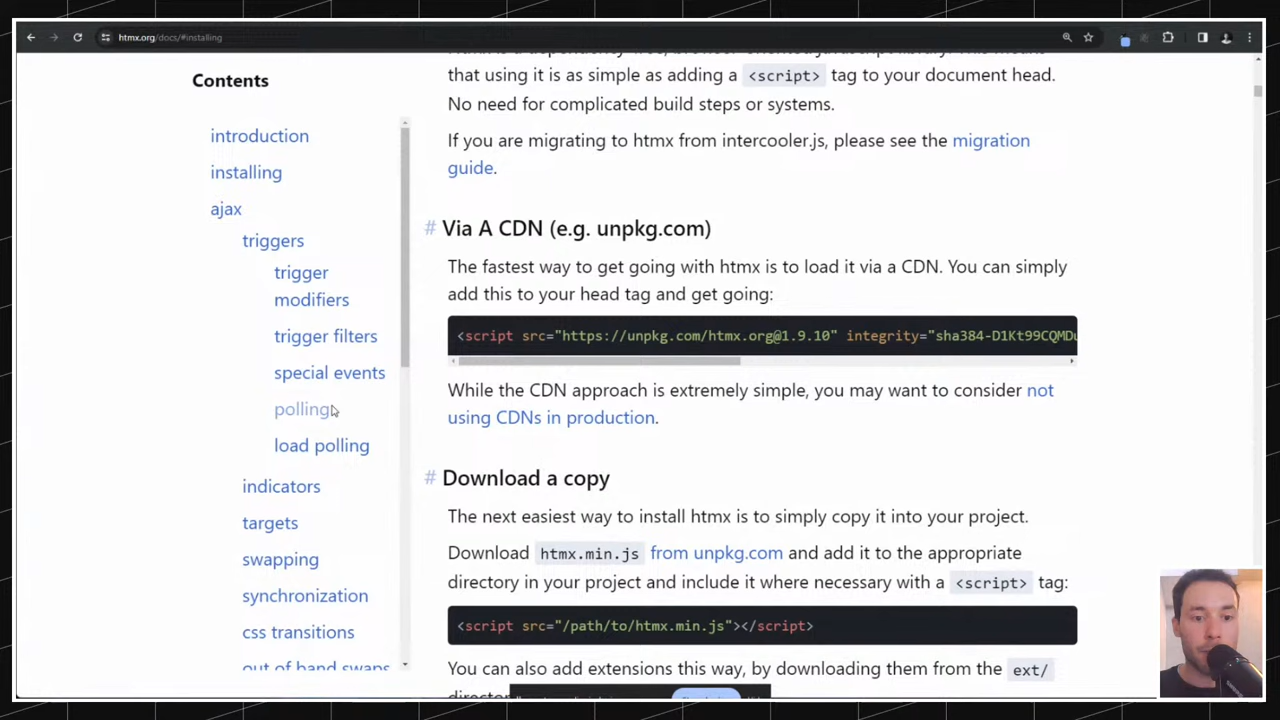 htmx.org/docs/#installing
Contents
introduction
installing
ajax
triggers
trigger
modifiers
trigger filters
special events
polling
load polling
indicators
targets
swapping
synchronization
css transitions
out of band swaps
that using it is as simple as adding a <script> tag to your document head.
No need for complicated build steps or systems.
If you are migrating to htmx from intercooler.js, please see the migration
guide.
# Via A CDN (e.g. unpkg.com)
The fastest way to get going with htmx is to load it via a CDN. You can simply
add this to your head tag and get going:
<script src="https://unpkg.com/htmx.org@1.9.10" integrity="sha384-D1Kt99CQMDu
While the CDN approach is extremely simple, you may want to consider not
using CDNs in production.
# Download a copy
The next easiest way to install htmx is to simply copy it into your project.
Download htmx.min.js from unpkg.com and add it to the appropriate
directory in your project and include it where necessary with a <script> tag:
<script src="/path/to/htmx.min.js"></script>
You can also add extensions this way, by downloading them from the ext/